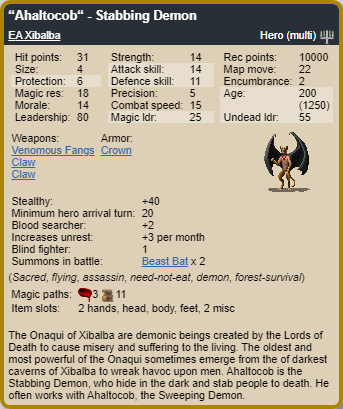 “Ahaltocob“ - Stabbing Demon
EA Xibalba Hero (multi)
Hit points: 31 Strength: 14 Rec points: 10000
Size: 4 Attack skill: 14 Map move: 22
Protection: 6 Defence skill: 11 Encumbrance: 2
Magic res: 18 Precision: 5 Age: 200
Morale: 14 Combat speed: 15 (1250)
Leadership: 80 Magic ldr: 25 Undead ldr: 55
Weapons: Armor:
Venomous Fangs Crown
Claw
Claw
Stealthy: +40
Minimum hero arrival turn: 20
Blood searcher: +2
Increases unrest: +3 per month
Blind fighter: 1
Summons in battle: Beast Bat x 2
(Sacred, flying, assassin, need-not-eat, demon, forest-survival)
Magic paths: 3 11
Item slots: 2 hands, head, body, feet, 2 misc
The Onaqui of Xibalba are demonic beings created by the Lords of
Death to cause misery and suffering to the living. The oldest and
most powerful of the Onaqui sometimes emerge from the of darkest
caverns of Xibalba to wreak havoc upon men. Ahaltocob is the
Stabbing Demon, who hide in the dark and stab people to death. He
often works with Ahaltocob, the Sweeping Demon.